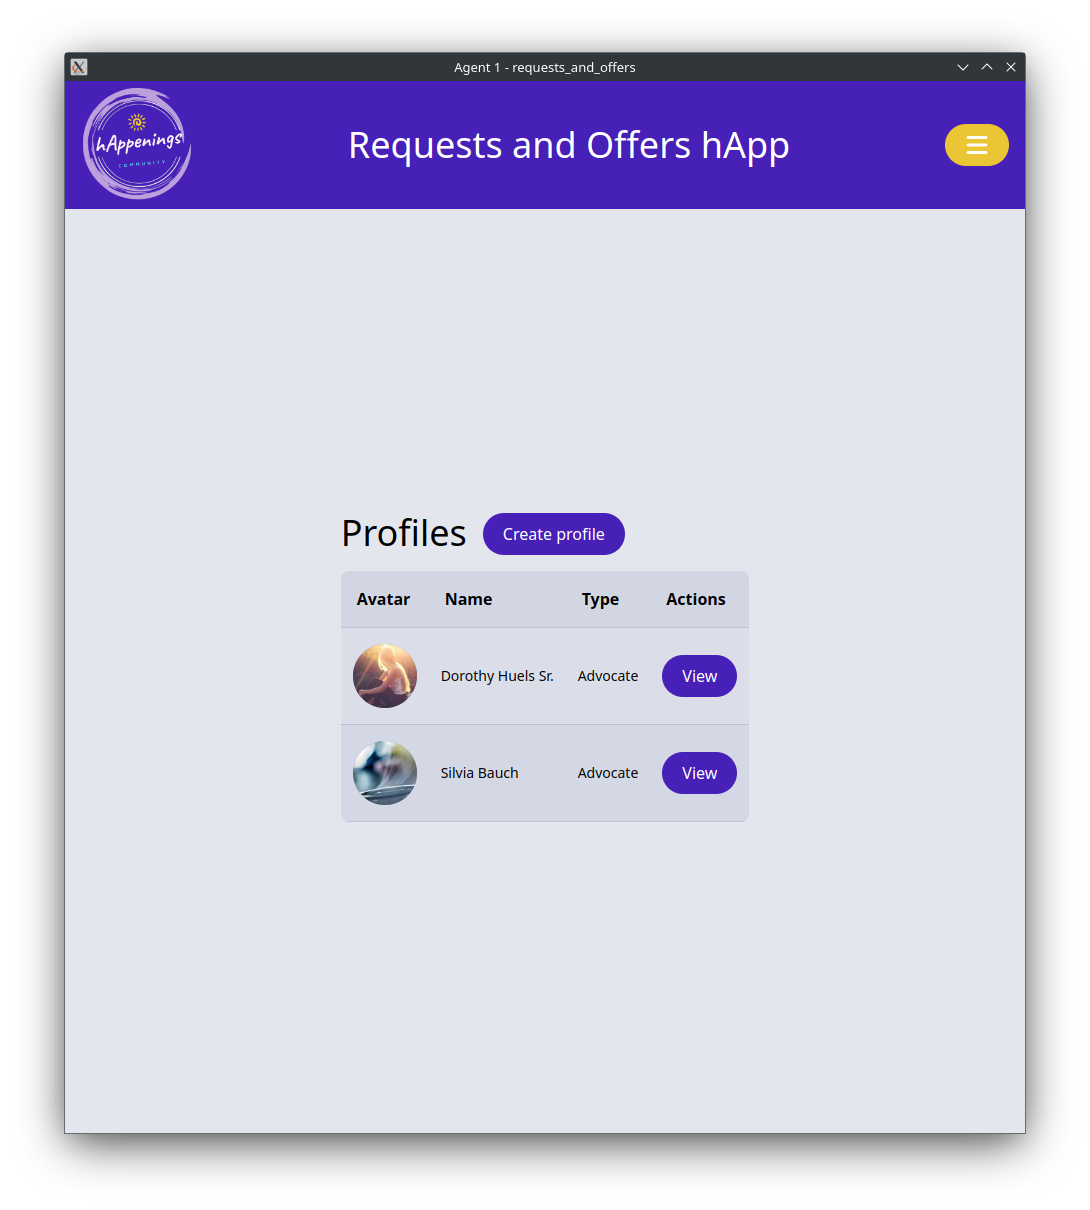 Agent 1 - requests_and_offers
hAppenings
COMMUNITY
Requests and Offers hApp
Profiles Create profile
Avatar Name Type Actions
Dorothy Huels Sr. Advocate View
Silvia Bauch Advocate View